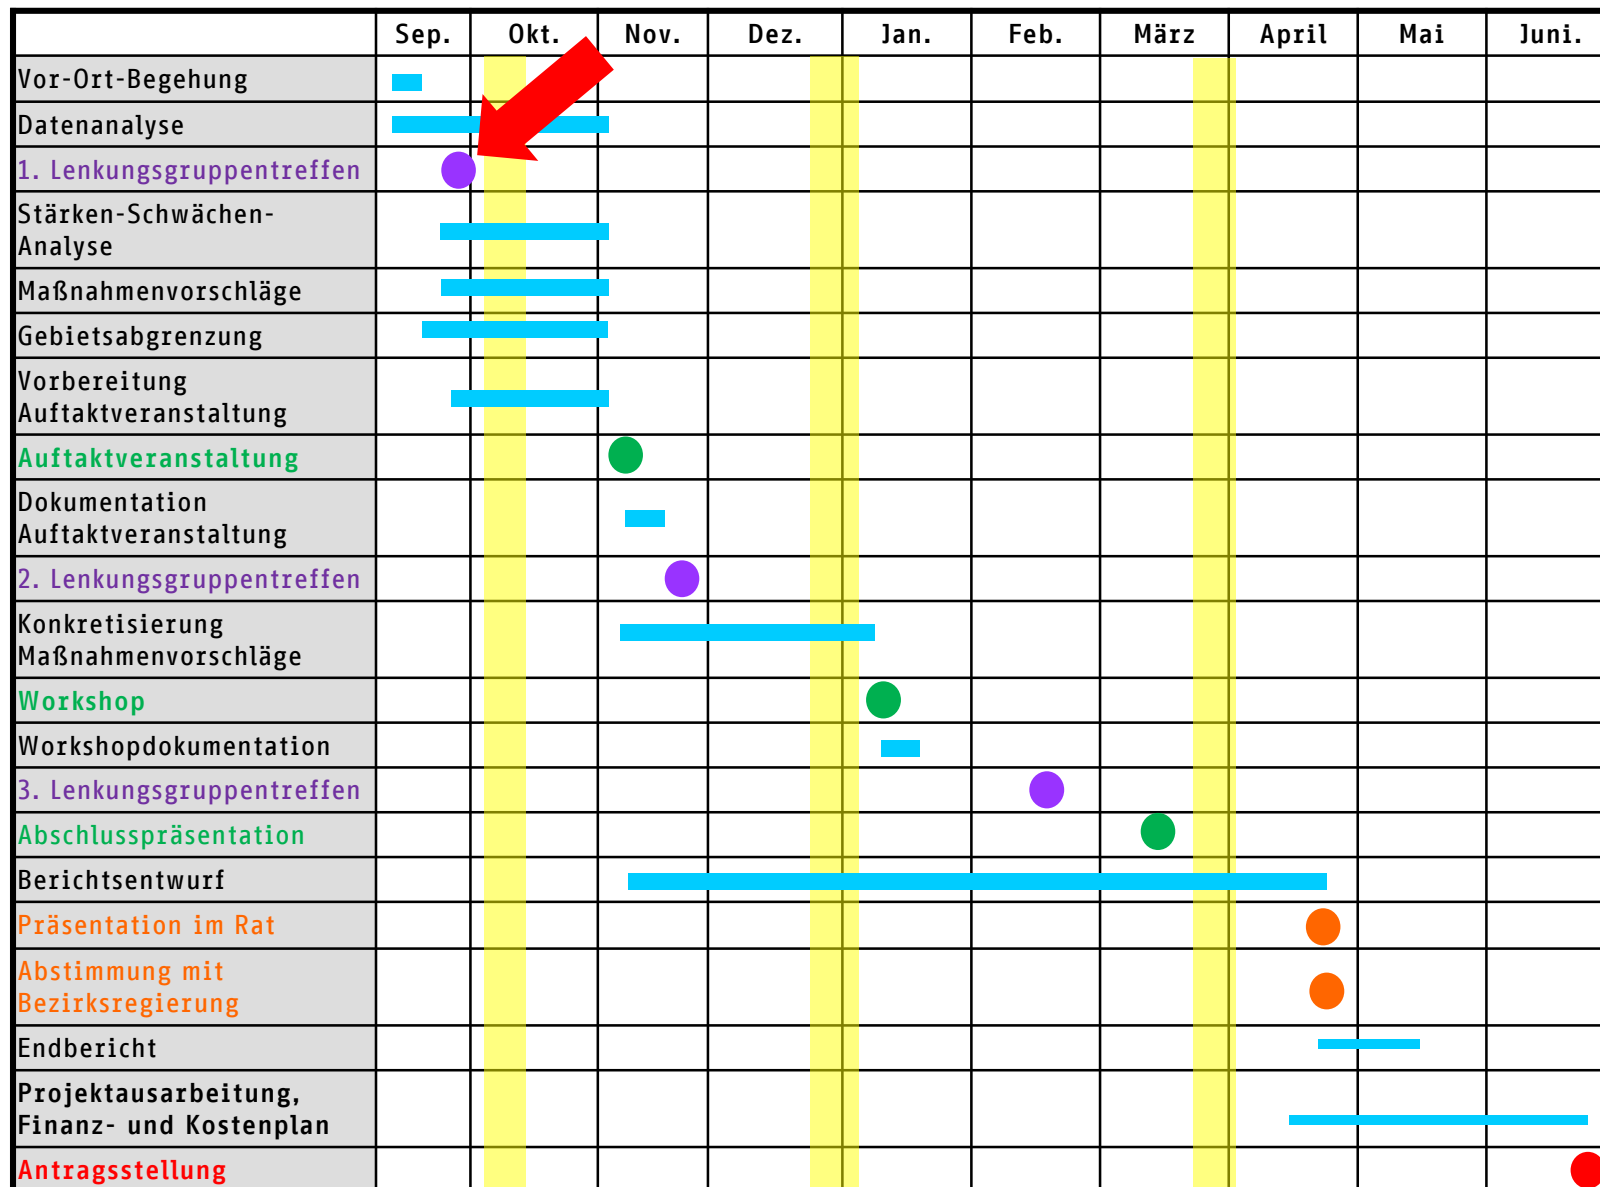 Sep. Okt. Nov. Dez. Jan. Feb. März April Mai Juni.
Vor-Ort-Begehung
Datenanalyse
1. Lenkungsgruppentreffen
Stärken-Schwächen-
Analyse
Maßnahmenvorschläge
Gebietsabgrenzung
Vorbereitung
Auftaktveranstaltung
Auftaktveranstaltung
Dokumentation
Auftaktveranstaltung
2. Lenkungsgruppentreffen
Konkretisierung
Maßnahmenvorschläge
Workshop
Workshopdokumentation
3. Lenkungsgruppentreffen
Abschlusspräsentation
Berichtsentwurf
Präsentation im Rat
Abstimmung mit
Bezirksregierung
Endbericht
Projektausarbeitung,
Finanz- und Kostenplan
Antragsstellung